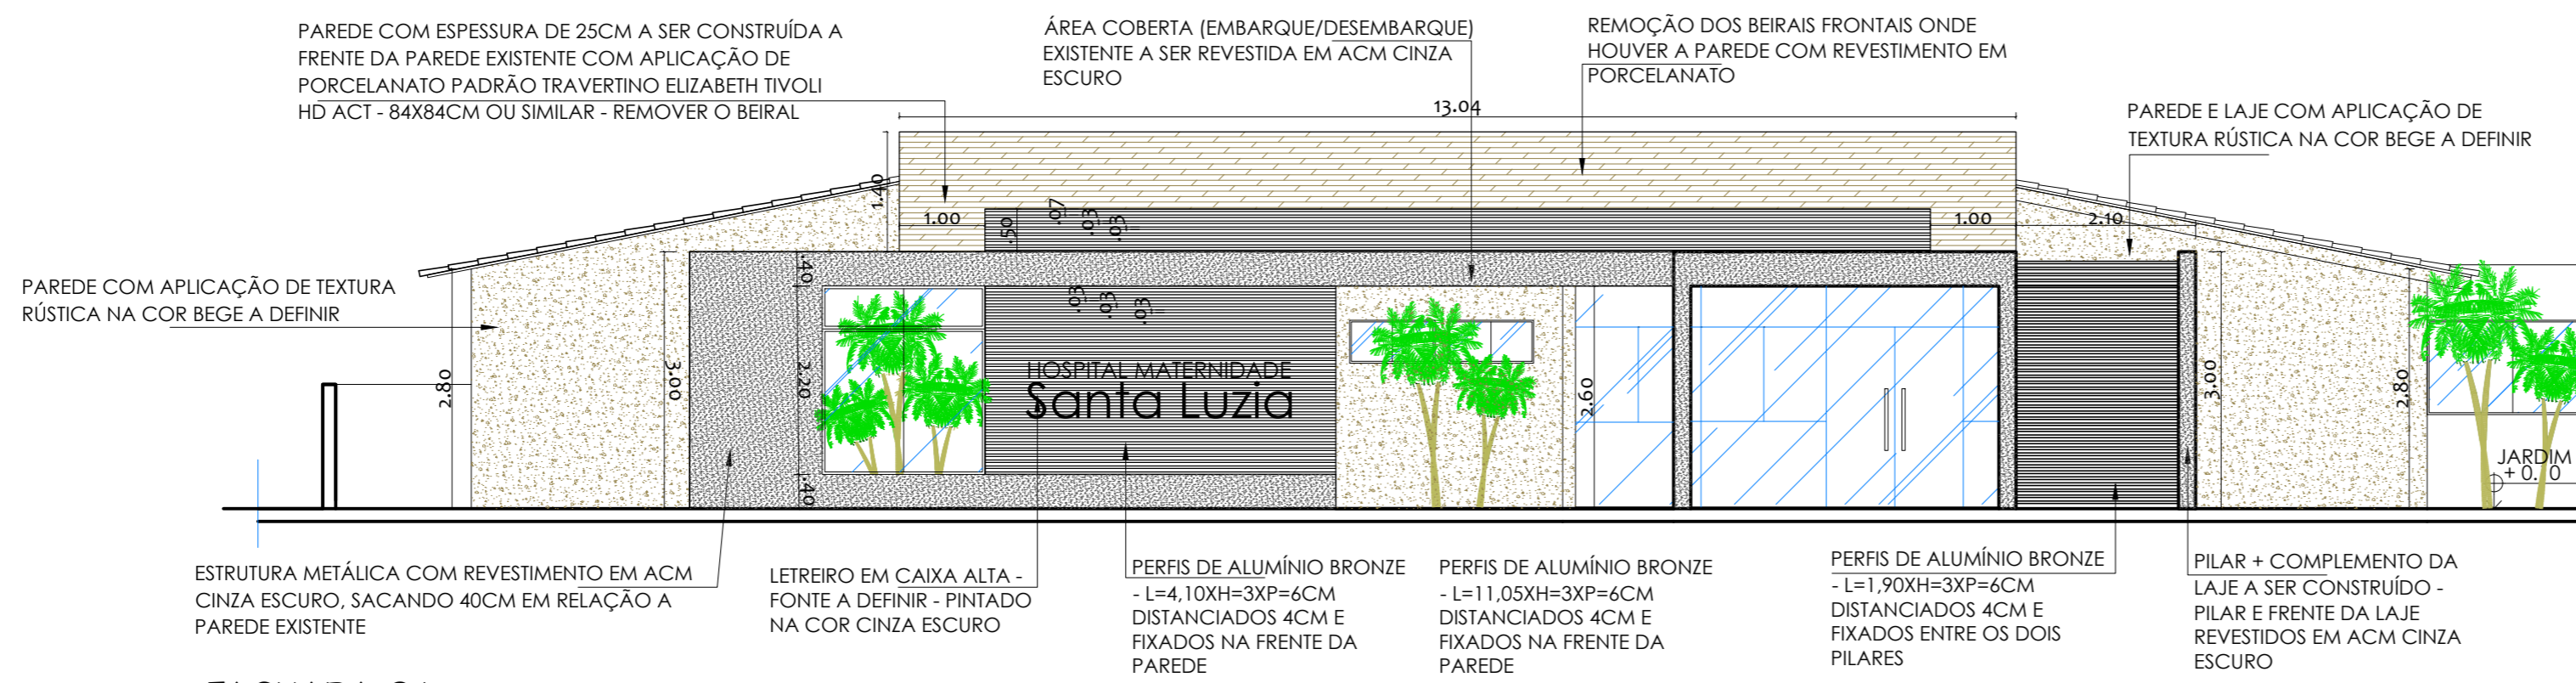 PAREDE COM ESPESSURA DE 25CM A SER CONSTRUÍDA A
FRENTE DA PAREDE EXISTENTE COM APLICAÇÃO DE
PORCELANATO PADRÃO TRAVERTINO ELIZABETH TIVOLI
HD ACT - 84X84CM OU SIMILAR - REMOVER O BEIRAL
ÁREA COBERTA (EMBARQUE/DESEMBARQUE)
EXISTENTE A SER REVESTIDA EM ACM CINZA
ESCURO
REMOÇÃO DOS BEIRAIS FRONTAIS ONDE
HOUVER A PAREDE COM REVESTIMENTO EM
PORCELANATO
PAREDE E LAJE COM APLICAÇÃO DE
TEXTURA RÚSTICA NA COR BEGE A DEFINIR
13.04
1.40
1.00
.50
.07
.03
.03
1.00
2.10
PAREDE COM APLICAÇÃO DE TEXTURA
RÚSTICA NA COR BEGE A DEFINIR
2.80
3.00
.40
2.20
.40
.03
.03
.03
HOSPITAL MATERNIDADE
Santa Luzia
2.60
3.00
2.80
JARDIM
ESTRUTURA METÁLICA COM REVESTIMENTO EM ACM
CINZA ESCURO, SACANDO 40CM EM RELAÇÃO A
PAREDE EXISTENTE
LETREIRO EM CAIXA ALTA -
FONTE A DEFINIR - PINTADO
NA COR CINZA ESCURO
PERFIS DE ALUMÍNIO BRONZE
- L=4,10XH=3XP=6CM
DISTANCIADOS 4CM E
FIXADOS NA FRENTE DA
PAREDE
PERFIS DE ALUMÍNIO BRONZE
- L=11,05XH=3XP=6CM
DISTANCIADOS 4CM E
FIXADOS NA FRENTE DA
PAREDE
PERFIS DE ALUMÍNIO BRONZE
- L=1,90XH=3XP=6CM
DISTANCIADOS 4CM E
FIXADOS ENTRE OS DOIS
PILARES
PILAR + COMPLEMENTO DA
LAJE A SER CONSTRUÍDO -
PILAR E FRENTE DA LAJE
REVESTIDOS EM ACM CINZA
ESCURO